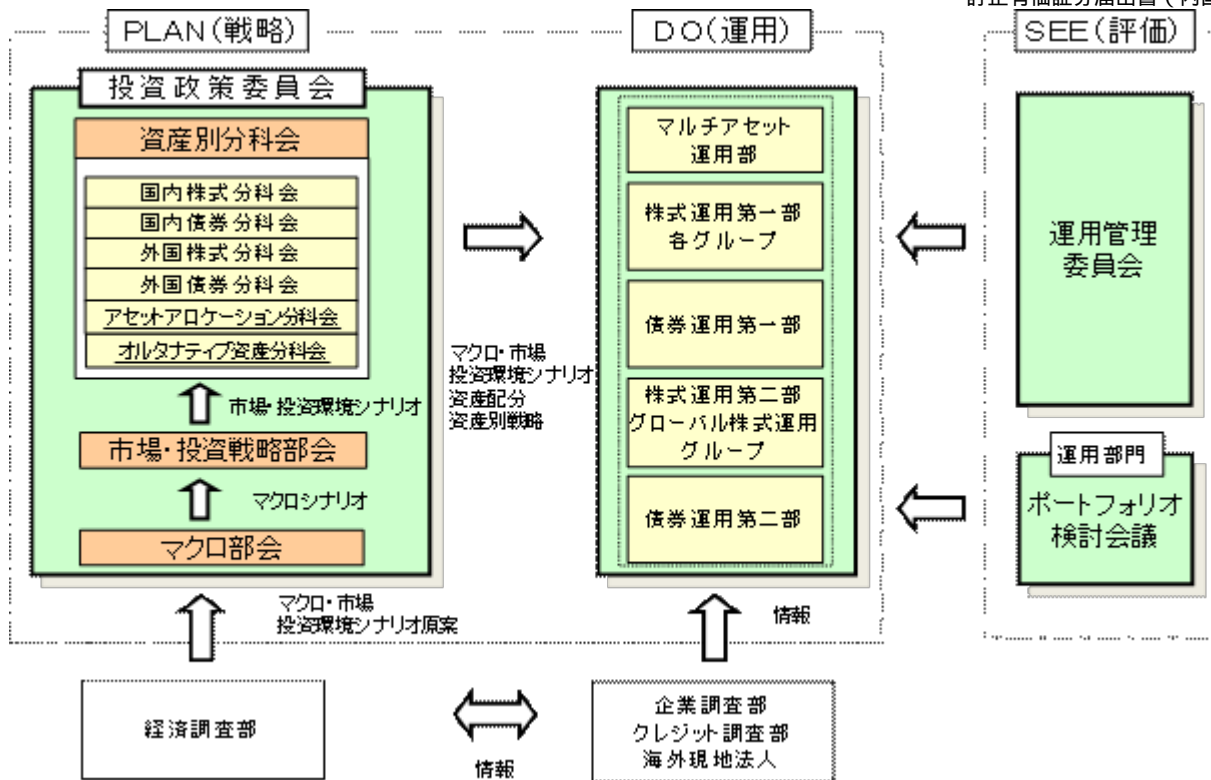 PLAN(戦略)
投資政策委員会
資産別分科会
国内株式分科会
国内債券分科会
外国株式分科会
外国債券分科会
アセットアロケーション分科会
オルタナティブ資産分科会
市場・投資環境シナリオ
市場・投資戦略部会
マクロシナリオ
マクロ部会
マクロ・市場
投資環境シナリオ原案
経済調査部
マクロ・市場
投資環境シナリオ
資産配分
資産別戦略
DO(運用)
マルチアセット
運用部
株式運用第一部
各グループ
債券運用第一部
株式運用第二部
グローバル株式運用
グループ
債券運用第二部
情報
企業調査部
クレジット調査部
海外現地法人
情報
SEE(評価)
運用管理
委員会
運用部門
ポートフォリオ
検討会議